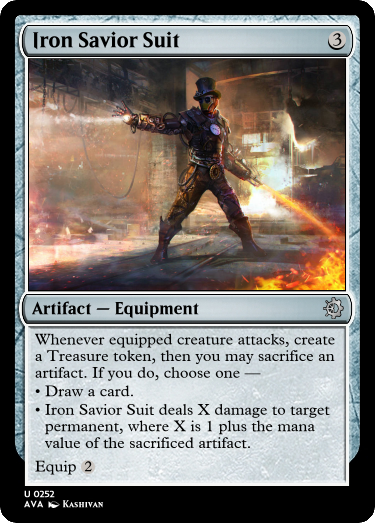 Iron Savior Suit 3
Artifact — Equipment
Whenever equipped creature attacks, create
a Treasure token, then you may sacrifice an
artifact. If you do, choose one —
• Draw a card.
• Iron Savior Suit deals X damage to target
permanent, where X is 1 plus the mana
value of the sacrificed artifact.
Equip 2
U 0252
AVA KASHIVAN